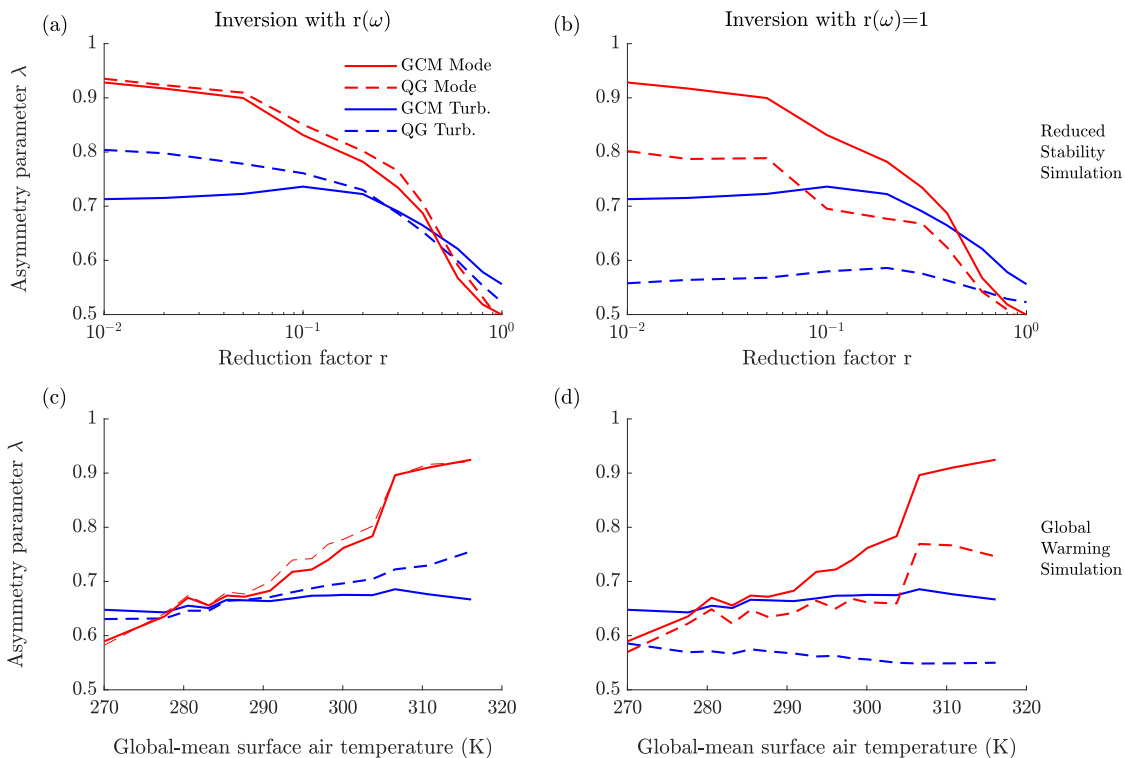 Inversion with r(ω)
Inversion with r(ω)=1
(a)
(b)
1
0.9
0.8
0.7
0.6
0.5
Asymmetry parameter λ
GCM Mode
QG Mode
GCM Turb.
QG Turb.
10⁻²
10⁻¹
10⁰
Reduction factor r
1
0.9
0.8
0.7
0.6
0.5
10⁻²
10⁻¹
10⁰
Reduction factor r
Reduced
Stability
Simulation
(c)
(d)
1
0.9
0.8
0.7
0.6
0.5
Asymmetry parameter λ
270
280
290
300
310
320
Global-mean surface air temperature (K)
1
0.9
0.8
0.7
0.6
0.5
270
280
290
300
310
320
Global-mean surface air temperature (K)
Global
Warming
Simulation